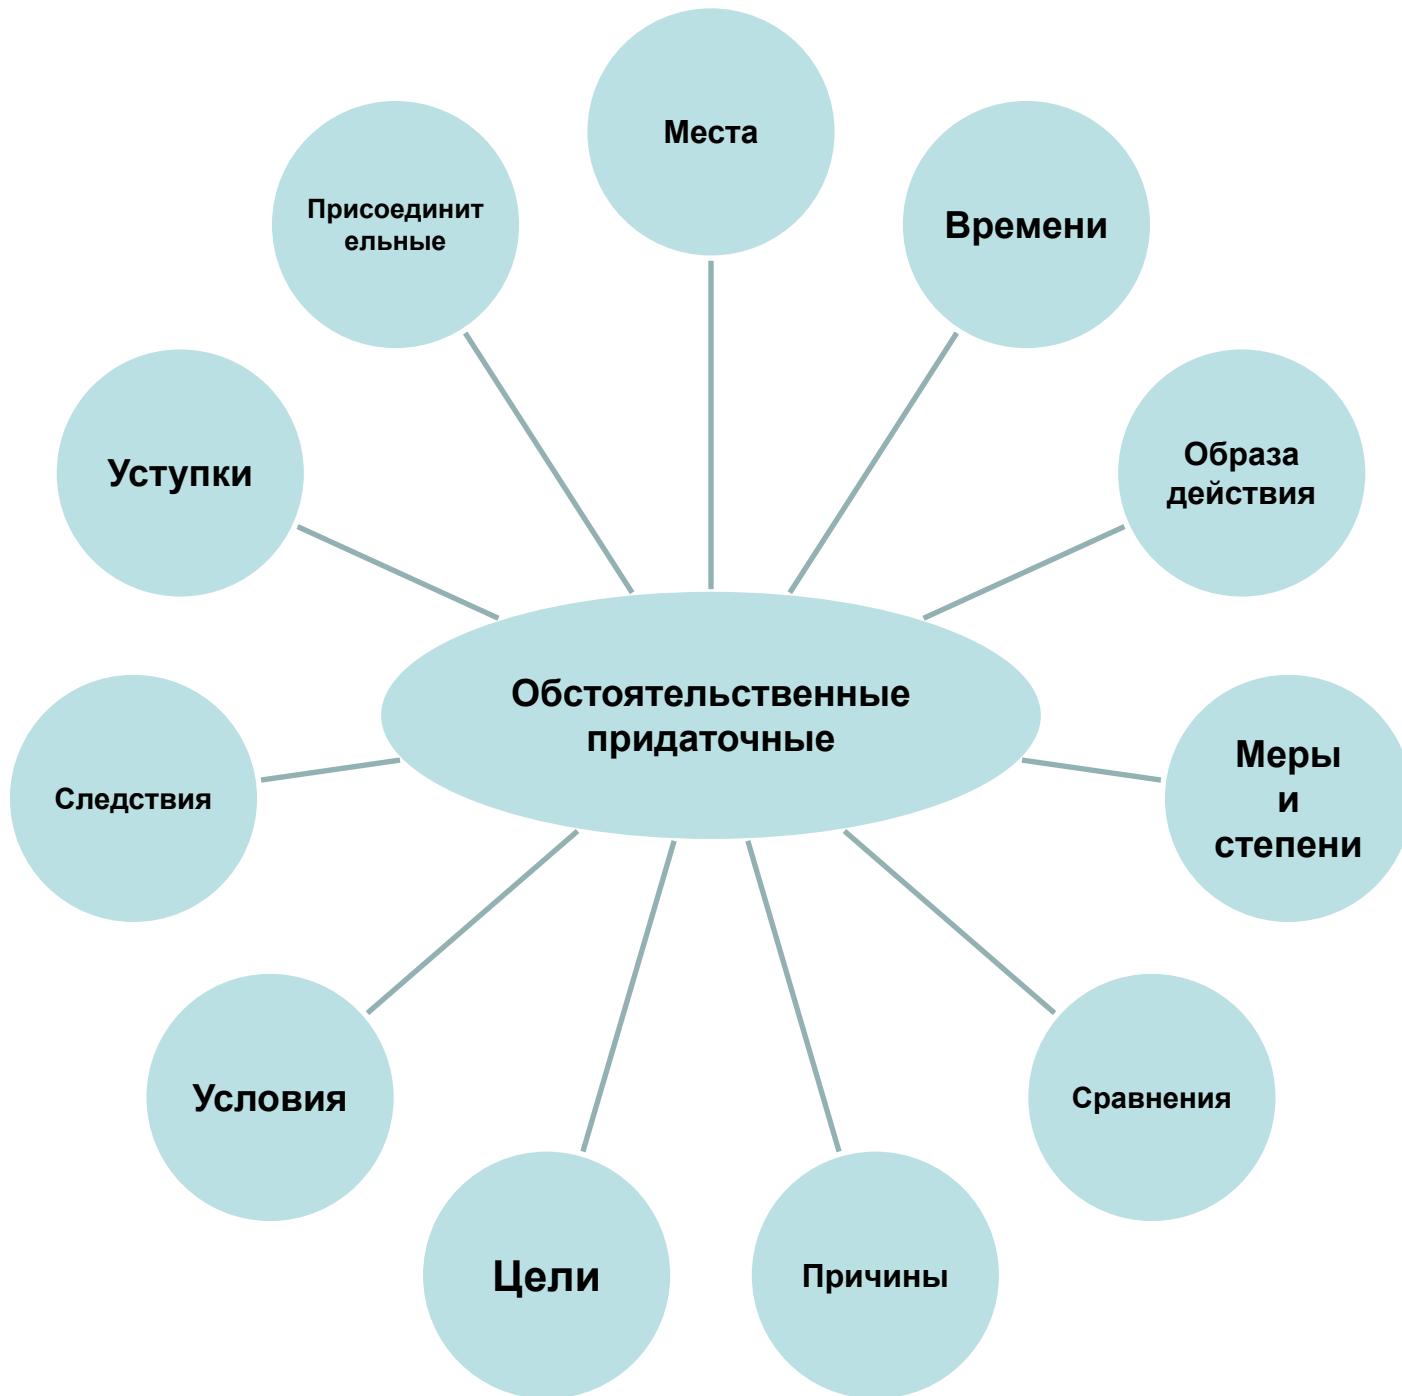 Места
Времени
Образа
действия
Меры
и
степени
Сравнения
Причины
Цели
Условия
Следствия
Уступки
Присоединит
ельные
Обстоятельственные
придаточные